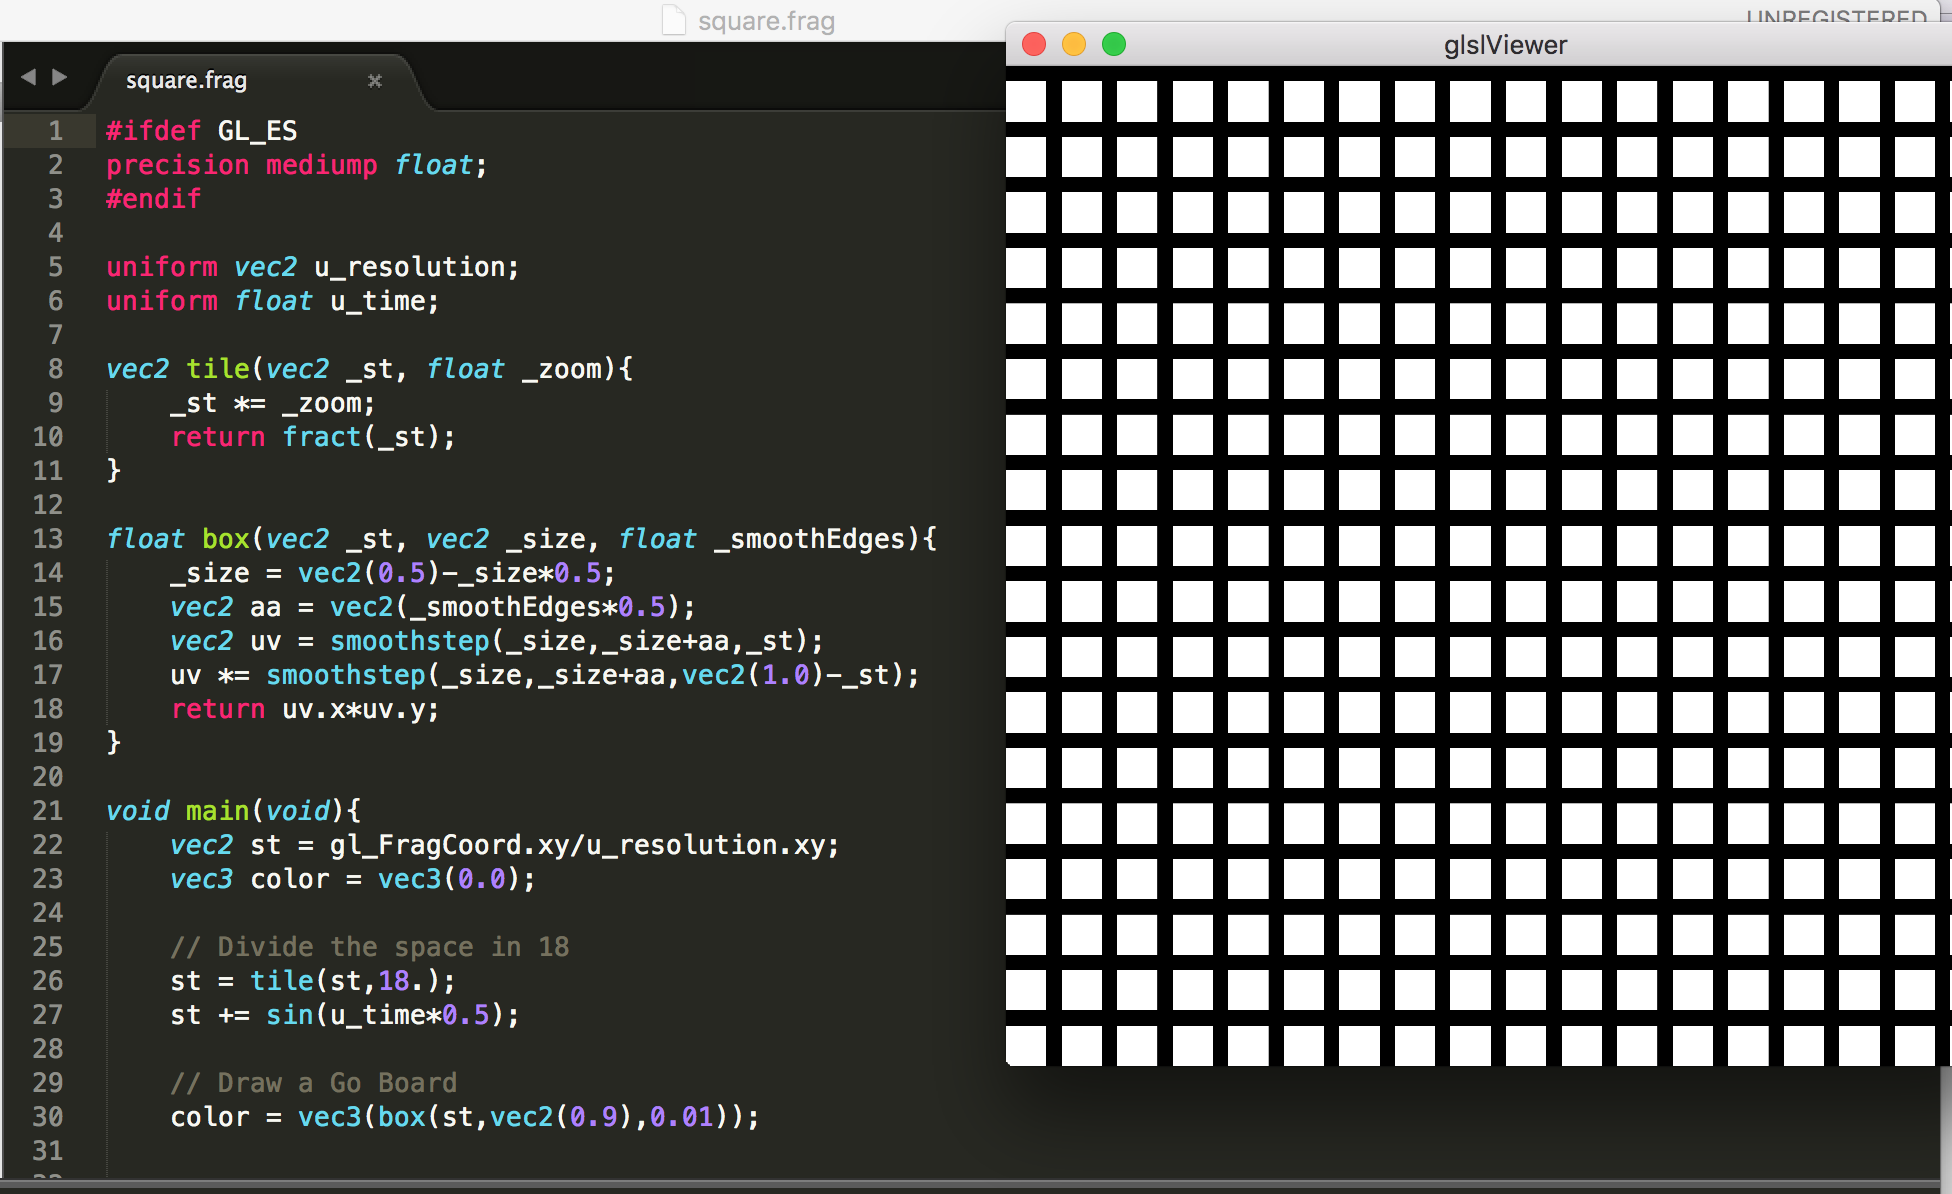 square.frag
UNREGISTERED
glslViewer
square.frag
1 #ifdef GL_ES
2 precision mediump float;
3 #endif
4
5 uniform vec2 u_resolution;
6 uniform float u_time;
7
8 vec2 tile(vec2 _st, float _zoom){
9     _st *= _zoom;
10     return fract(_st);
11 }
12
13 float box(vec2 _st, vec2 _size, float _smoothEdges){
14     _size = vec2(0.5)-_size*0.5;
15     vec2 aa = vec2(_smoothEdges*0.5);
16     vec2 uv = smoothstep(_size,_size+aa,_st);
17     uv *= smoothstep(_size,_size+aa,vec2(1.0)-_st);
18     return uv.x*uv.y;
19 }
20
21 void main(void){
22     vec2 st = gl_FragCoord.xy/u_resolution.xy;
23     vec3 color = vec3(0.0);
24
25     // Divide the space in 18
26     st = tile(st,18.);
27     st += sin(u_time*0.5);
28
29     // Draw a Go Board
30     color = vec3(box(st,vec2(0.9),0.01));
31